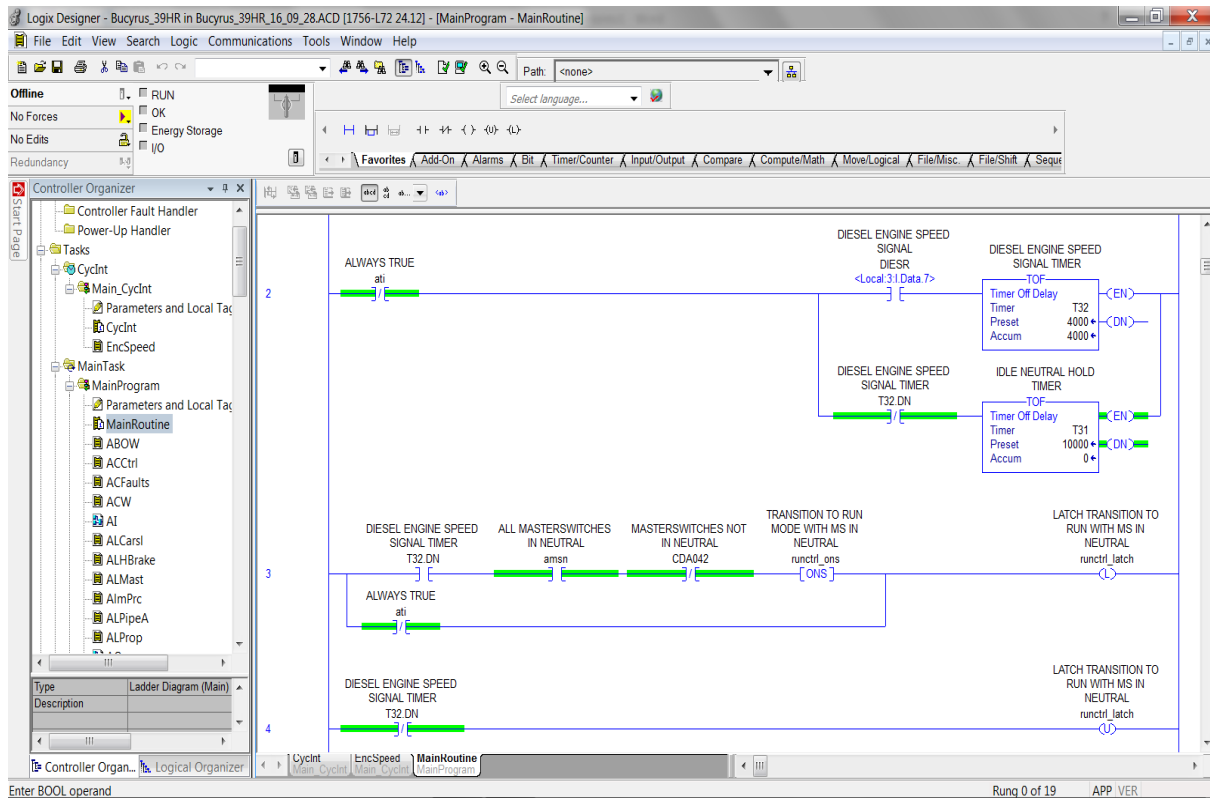 Logix Designer - Bucyrus_39HR in Bucyrus_39HR_16_09_28.ACD [1756-L72 24.12] - [MainProgram - MainRoutine]
File Edit View Search Logic Communications Tools Window Help
Path: <none>
Offline
RUN
No Forces
OK
No Edits
Energy Storage
Redundancy
I/O
Select language...
Favorites Add-On Alarms Bit Timer/Counter Input/Output Compare Compute/Math Move/Logical File/Misc. File/Shift Seque
Start Page
Controller Organizer
Controller Fault Handler
Power-Up Handler
Tasks
CycInt
Main_CycInt
Parameters and Local Tag
CycInt
EncSpeed
MainTask
MainProgram
Parameters and Local Tag
MainRoutine
ABOW
ACCtrl
ACFaults
ACW
AI
ALCarsl
ALHBrake
ALMast
AlmPrc
ALPipeA
ALProp
Type Ladder Diagram (Main)
Description
Controller Organ... Logical Organizer
2
ALWAYS TRUE
ati
DIESEL ENGINE SPEED
SIGNAL
DIESR
<Local:3:I.Data.7>
DIESEL ENGINE SPEED
SIGNAL TIMER
TOF
Timer Off Delay
EN
Timer T32
Preset 4000
DN
Accum 4000
DIESEL ENGINE SPEED
SIGNAL TIMER
T32.DN
IDLE NEUTRAL HOLD
TIMER
TOF
Timer Off Delay
EN
Timer T31
Preset 10000
DN
Accum 0
3
DIESEL ENGINE SPEED
SIGNAL TIMER
T32.DN
ALL MASTERSWITCHES
IN NEUTRAL
amsn
MASTERSWITCHES NOT
IN NEUTRAL
CDA042
TRANSITION TO RUN
MODE WITH MS IN
NEUTRAL
runctrl_ons
ONS
LATCH TRANSITION TO
RUN WITH MS IN
NEUTRAL
runctrl_latch
L
ALWAYS TRUE
ati
4
DIESEL ENGINE SPEED
SIGNAL TIMER
T32.DN
LATCH TRANSITION TO
RUN WITH MS IN
NEUTRAL
runctrl_latch
U
CycInt EncSpeed MainRoutine
Main_CycInt Main_CycInt MainProgram
Enter BOOL operand
Rung 0 of 19 APP VER